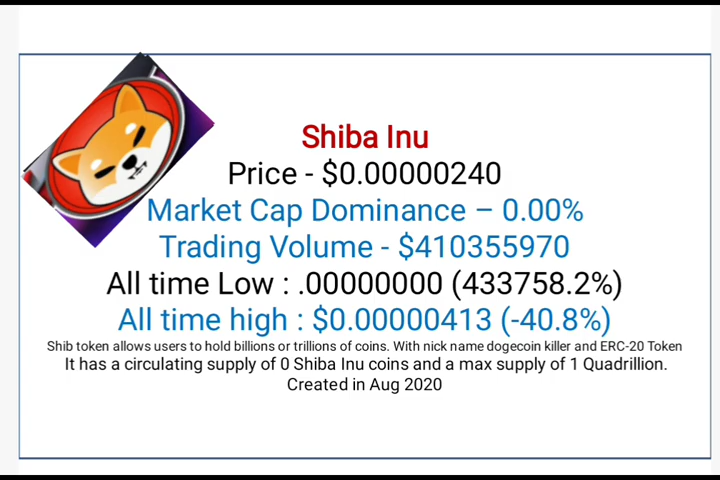 Shiba Inu
Price - $0.00000240
Market Cap Dominance – 0.00%
Trading Volume - $410355970
All time Low : .00000000 (433758.2%)
All time high : $0.00000413 (-40.8%)
Shib token allows users to hold billions or trillions of coins. With nick name dogecoin killer and ERC-20 Token
It has a circulating supply of 0 Shiba Inu coins and a max supply of 1 Quadrillion.
Created in Aug 2020